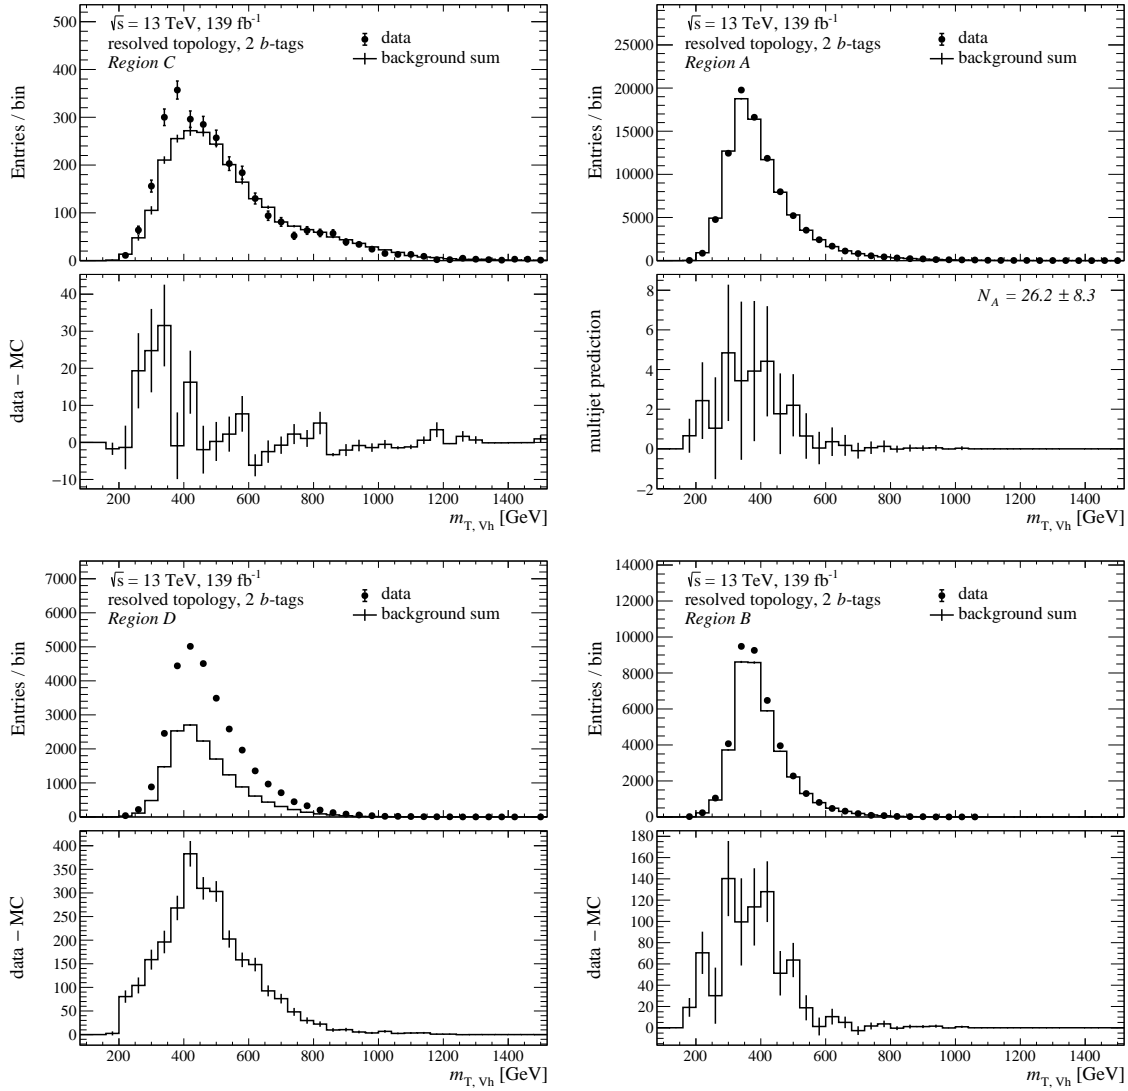 √s = 13 TeV, 139 fb⁻¹
resolved topology, 2 b-tags
Region C
data
background sum
Entries / bin
500
400
300
200
100
0
data − MC
40
30
20
10
0
−10
200 400 600 800 1000 1200 1400
m_T, Vh [GeV]
√s = 13 TeV, 139 fb⁻¹
resolved topology, 2 b-tags
Region A
data
background sum
Entries / bin
25000
20000
15000
10000
5000
0
N_A = 26.2 ± 8.3
multijet prediction
8
6
4
2
0
−2
200 400 600 800 1000 1200 1400
m_T, Vh [GeV]
√s = 13 TeV, 139 fb⁻¹
resolved topology, 2 b-tags
Region D
data
background sum
Entries / bin
7000
6000
5000
4000
3000
2000
1000
0
data − MC
400
350
300
250
200
150
100
50
0
200 400 600 800 1000 1200 1400
m_T, Vh [GeV]
√s = 13 TeV, 139 fb⁻¹
resolved topology, 2 b-tags
Region B
data
background sum
Entries / bin
14000
12000
10000
8000
6000
4000
2000
0
data − MC
180
160
140
120
100
80
60
40
20
0
200 400 600 800 1000 1200 1400
m_T, Vh [GeV]